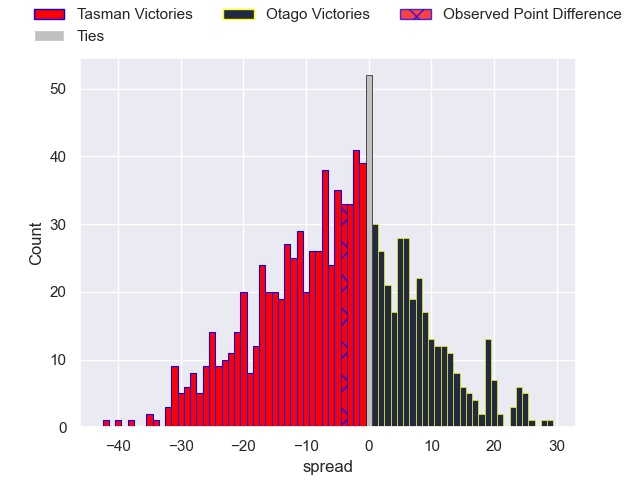 Tasman Victories
Otago Victories
Observed Point Difference
Ties
50
40
30
20
10
0
−40
−30
−20
−10
0
10
20
30
Count
spread